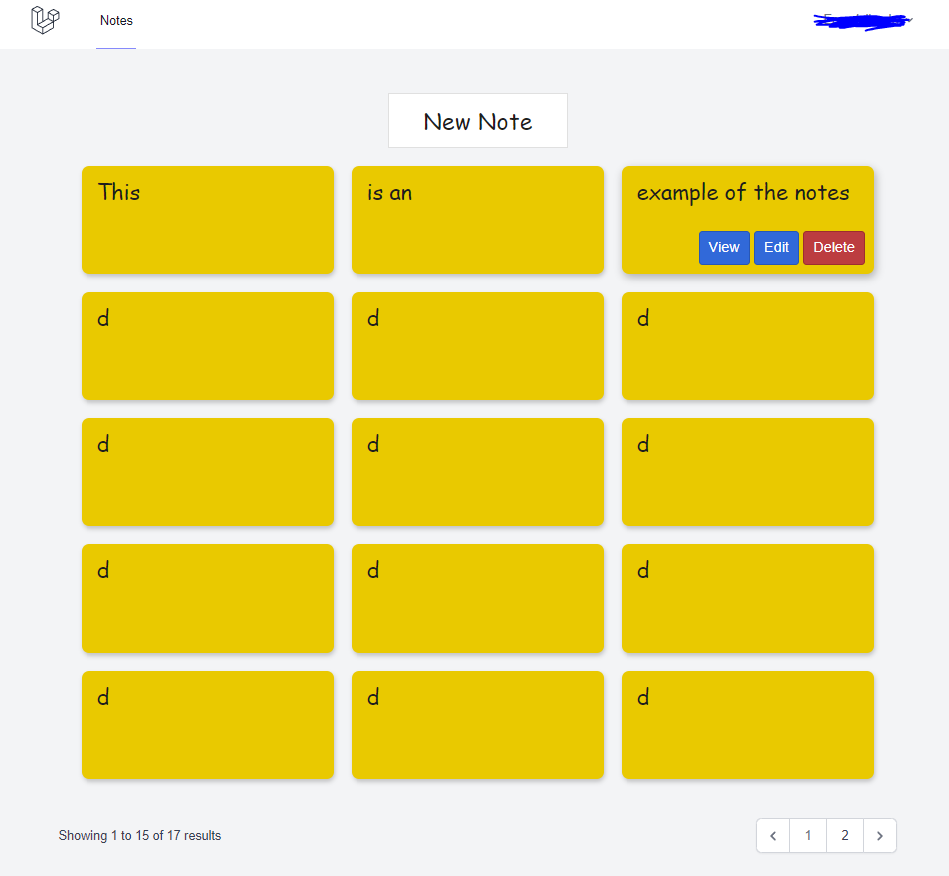 Notes
New Note
This
is an
example of the notes
View
Edit
Delete
d
d
d
d
d
d
d
d
d
d
d
d
Showing 1 to 15 of 17 results
1
2